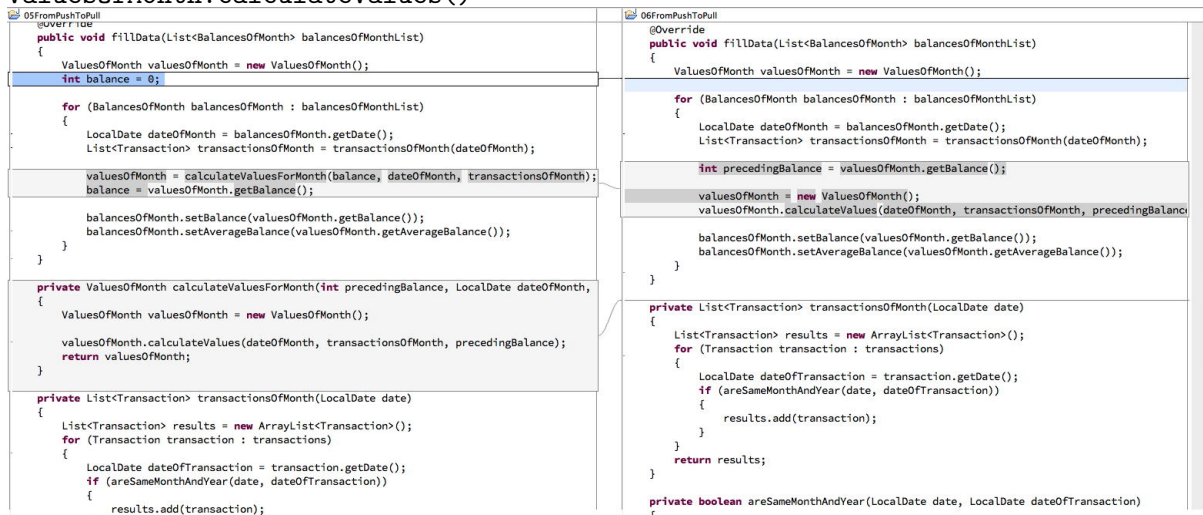 05FromPushToPull
@Override
public void fillData(List<BalancesOfMonth> balancesOfMonthList)
{
ValuesOfMonth valuesOfMonth = new ValuesOfMonth();
int balance = 0;
for (BalancesOfMonth balancesOfMonth : balancesOfMonthList)
{
LocalDate dateOfMonth = balancesOfMonth.getDate();
List<Transaction> transactionsOfMonth = transactionsOfMonth(dateOfMonth);
valuesOfMonth = calculateValuesForMonth(balance, dateOfMonth, transactionsOfMonth);
balance = valuesOfMonth.getBalance();
balancesOfMonth.setBalance(valuesOfMonth.getBalance());
balancesOfMonth.setAverageBalance(valuesOfMonth.getAverageBalance());
}
}
private ValuesOfMonth calculateValuesForMonth(int precedingBalance, LocalDate dateOfMonth,
{
ValuesOfMonth valuesOfMonth = new ValuesOfMonth();
valuesOfMonth.calculateValues(dateOfMonth, transactionsOfMonth, precedingBalance);
return valuesOfMonth;
}
private List<Transaction> transactionsOfMonth(LocalDate date)
{
List<Transaction> results = new ArrayList<Transaction>();
for (Transaction transaction : transactions)
{
LocalDate dateOfTransaction = transaction.getDate();
if (areSameMonthAndYear(date, dateOfTransaction))
{
results.add(transaction);
06FromPushToPull
@Override
public void fillData(List<BalancesOfMonth> balancesOfMonthList)
{
ValuesOfMonth valuesOfMonth = new ValuesOfMonth();
for (BalancesOfMonth balancesOfMonth : balancesOfMonthList)
{
LocalDate dateOfMonth = balancesOfMonth.getDate();
List<Transaction> transactionsOfMonth = transactionsOfMonth(dateOfMonth);
int precedingBalance = valuesOfMonth.getBalance();
valuesOfMonth = new ValuesOfMonth();
valuesOfMonth.calculateValues(dateOfMonth, transactionsOfMonth, precedingBalance
balancesOfMonth.setBalance(valuesOfMonth.getBalance());
balancesOfMonth.setAverageBalance(valuesOfMonth.getAverageBalance());
}
}
private List<Transaction> transactionsOfMonth(LocalDate date)
{
List<Transaction> results = new ArrayList<Transaction>();
for (Transaction transaction : transactions)
{
LocalDate dateOfTransaction = transaction.getDate();
if (areSameMonthAndYear(date, dateOfTransaction))
{
results.add(transaction);
}
}
return results;
}
private boolean areSameMonthAndYear(LocalDate date, LocalDate dateOfTransaction)